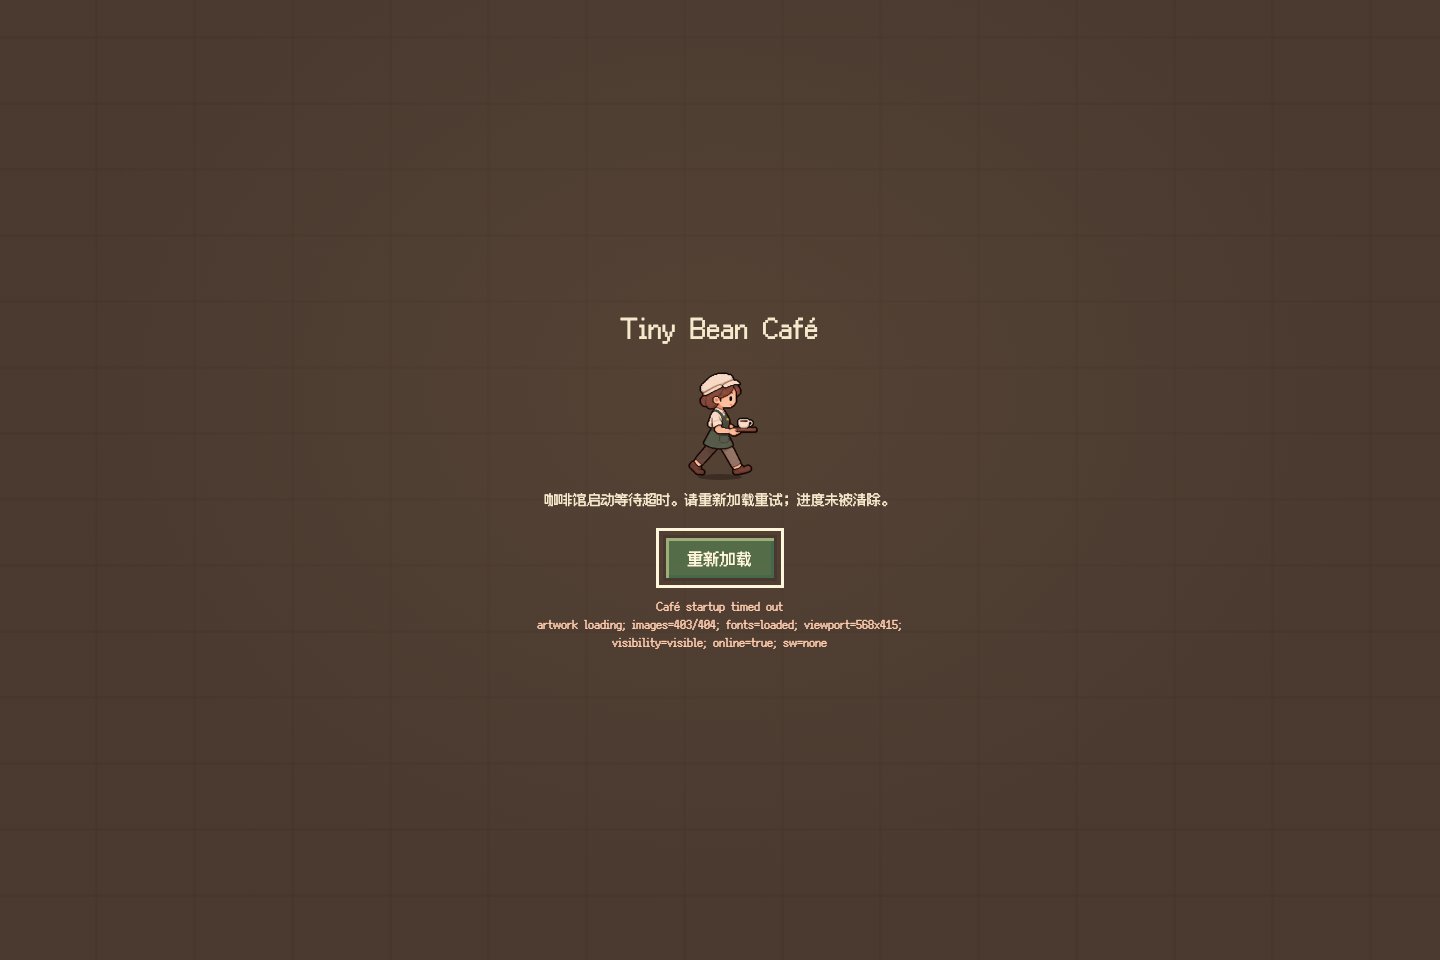 Tiny Bean Café
咖啡馆启动等待超时。请重新加载重试；进度未被清除。
重新加载
Café startup timed out
artwork loading; images=403/404; fonts=loaded; viewport=568x415;
visibility=visible; online=true; sw=none